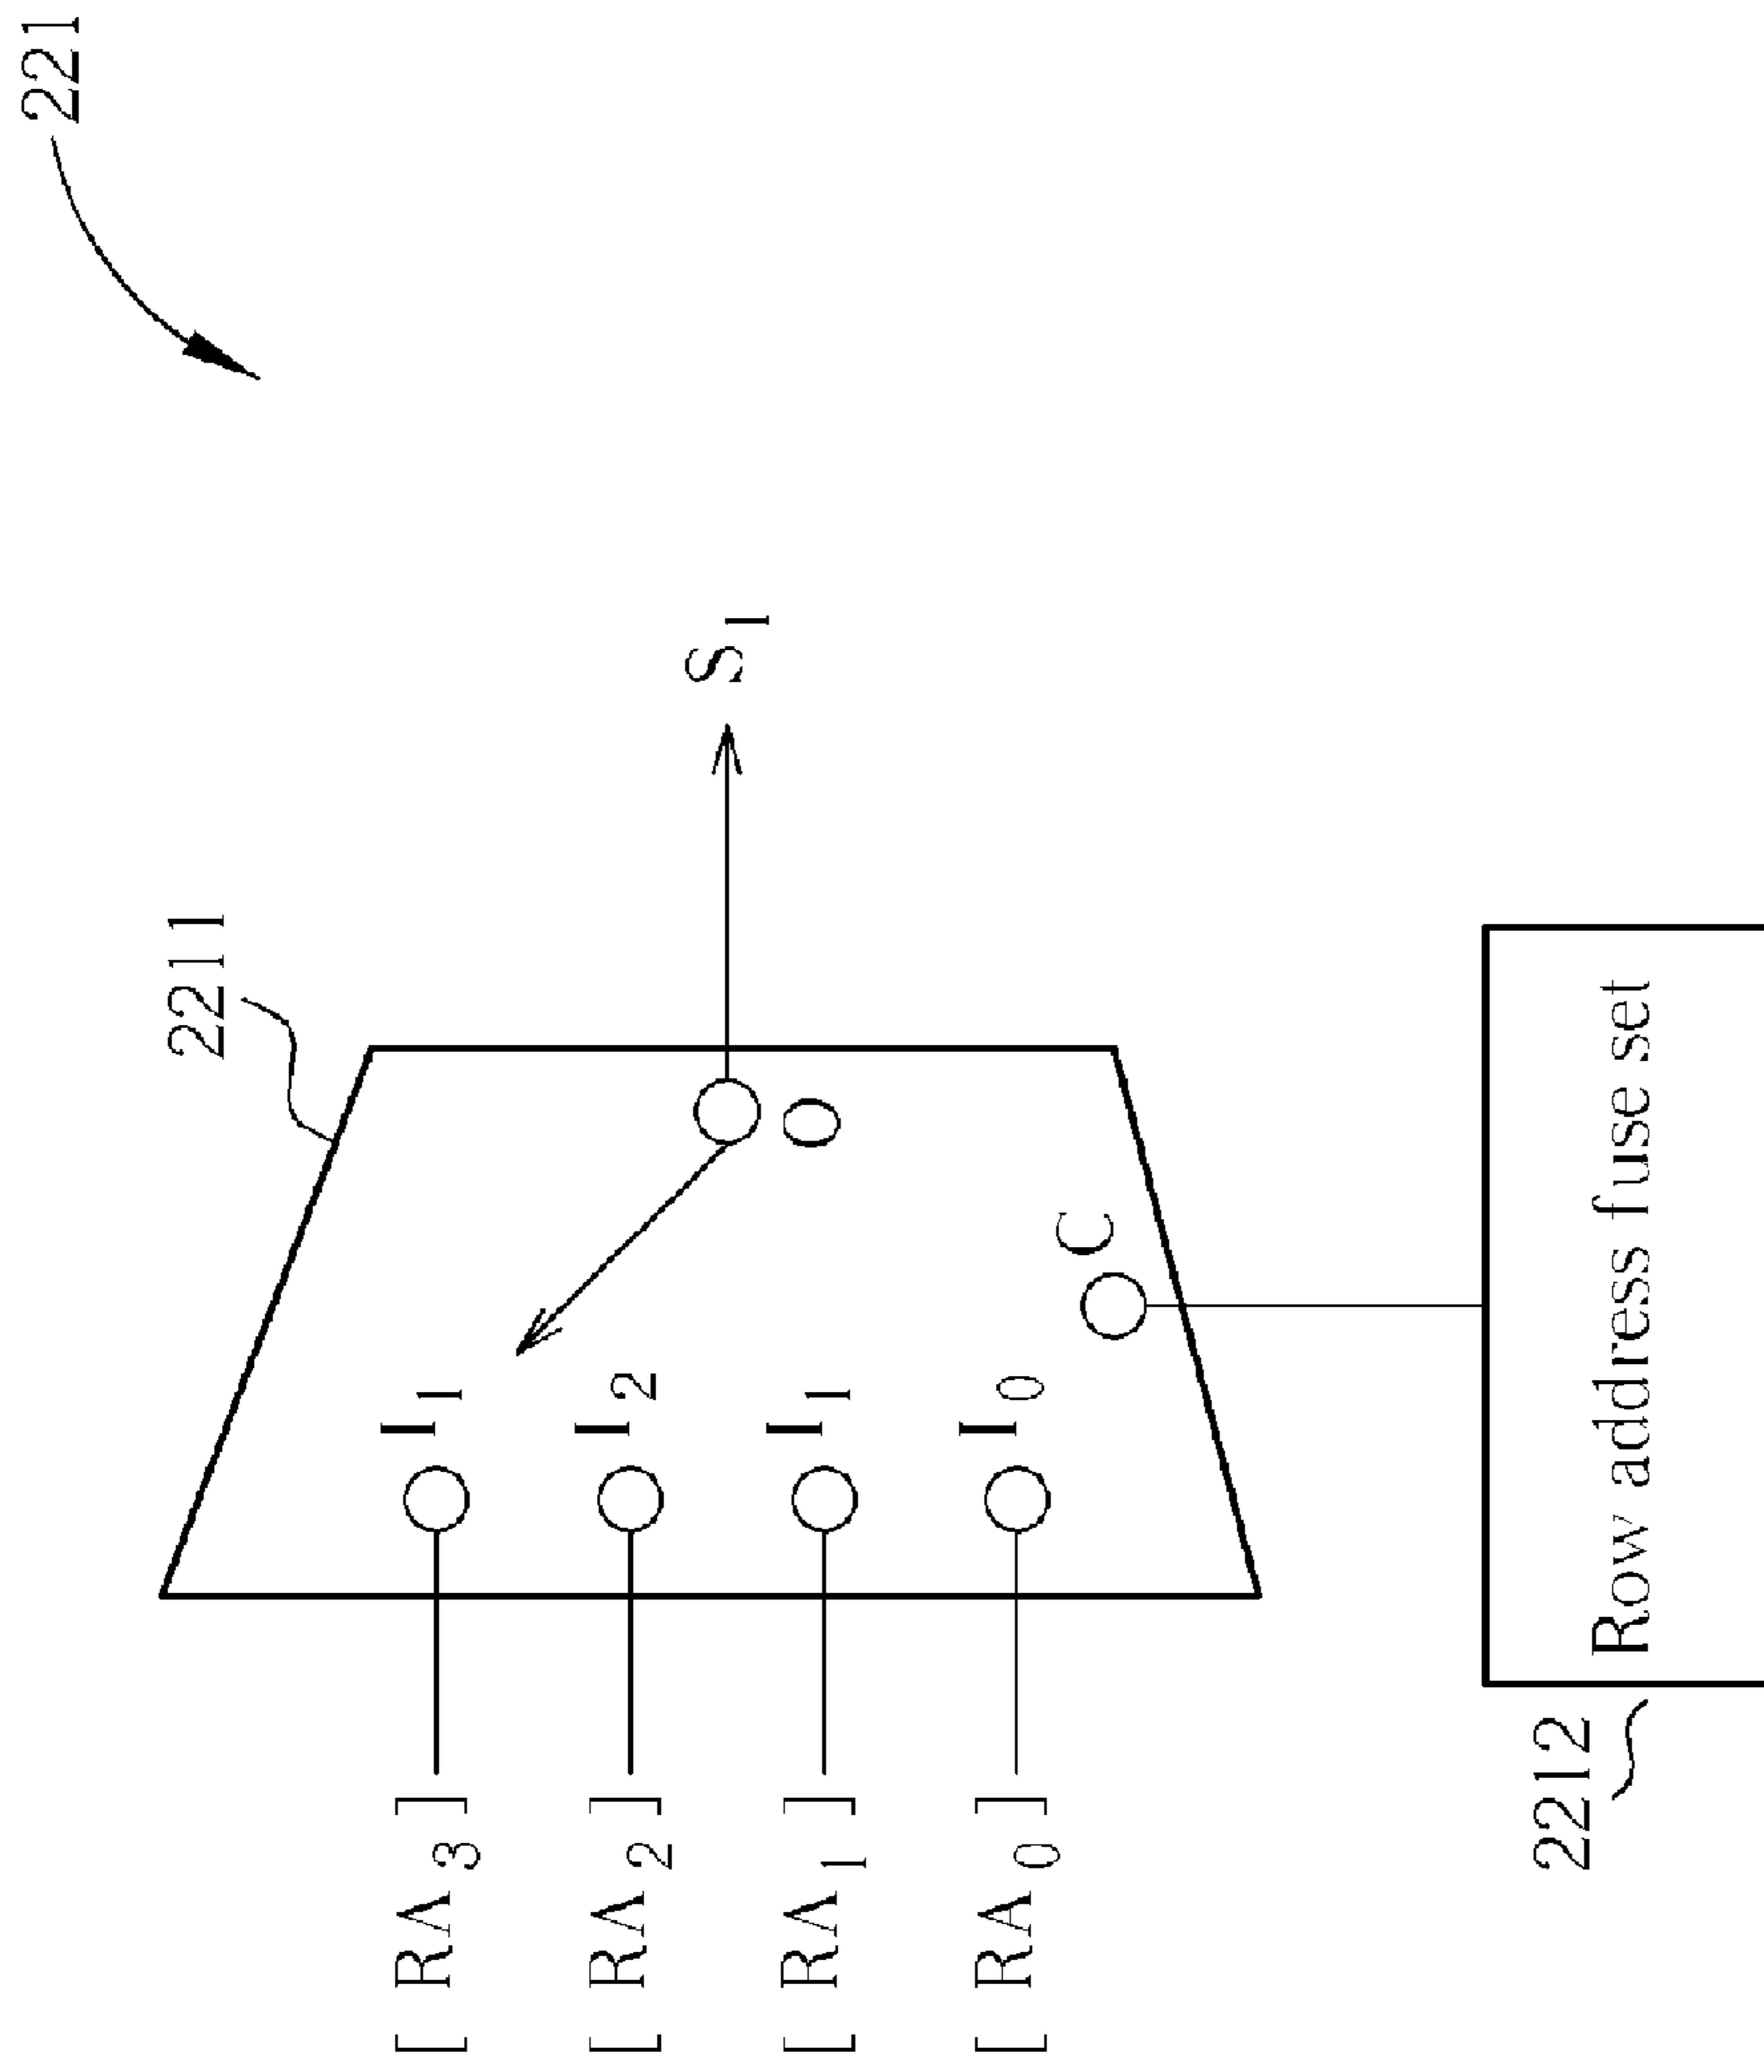 221
2211
[ RA3 ] I1
[ RA2 ] I2
[ RA1 ] I1
[ RA0 ] I0
O
S1
C
2212
Row address fuse set